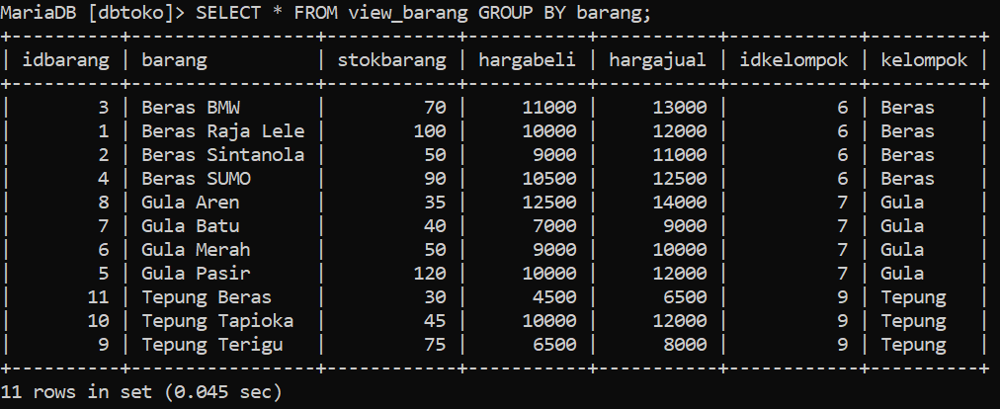 MariaDB [dbtoko]> SELECT * FROM view_barang GROUP BY barang;
+----------+-----------------+------------+-----------+-----------+------------+----------+
| idbarang | barang          | stokbarang | hargabeli | hargajual | idkelompok | kelompok |
+----------+-----------------+------------+-----------+-----------+------------+----------+
|        3 | Beras BMW       |         70 |     11000 |     13000 |          6 | Beras    |
|        1 | Beras Raja Lele |        100 |     10000 |     12000 |          6 | Beras    |
|        2 | Beras Sintanola |         50 |      9000 |     11000 |          6 | Beras    |
|        4 | Beras SUMO      |         90 |     10500 |     12500 |          6 | Beras    |
|        8 | Gula Aren       |         35 |     12500 |     14000 |          7 | Gula     |
|        7 | Gula Batu       |         40 |      7000 |      9000 |          7 | Gula     |
|        6 | Gula Merah      |         50 |      9000 |     10000 |          7 | Gula     |
|        5 | Gula Pasir      |        120 |     10000 |     12000 |          7 | Gula     |
|       11 | Tepung Beras    |         30 |      4500 |      6500 |          9 | Tepung   |
|       10 | Tepung Tapioka  |         45 |     10000 |     12000 |          9 | Tepung   |
|        9 | Tepung Terigu   |         75 |      6500 |      8000 |          9 | Tepung   |
+----------+-----------------+------------+-----------+-----------+------------+----------+
11 rows in set (0.045 sec)